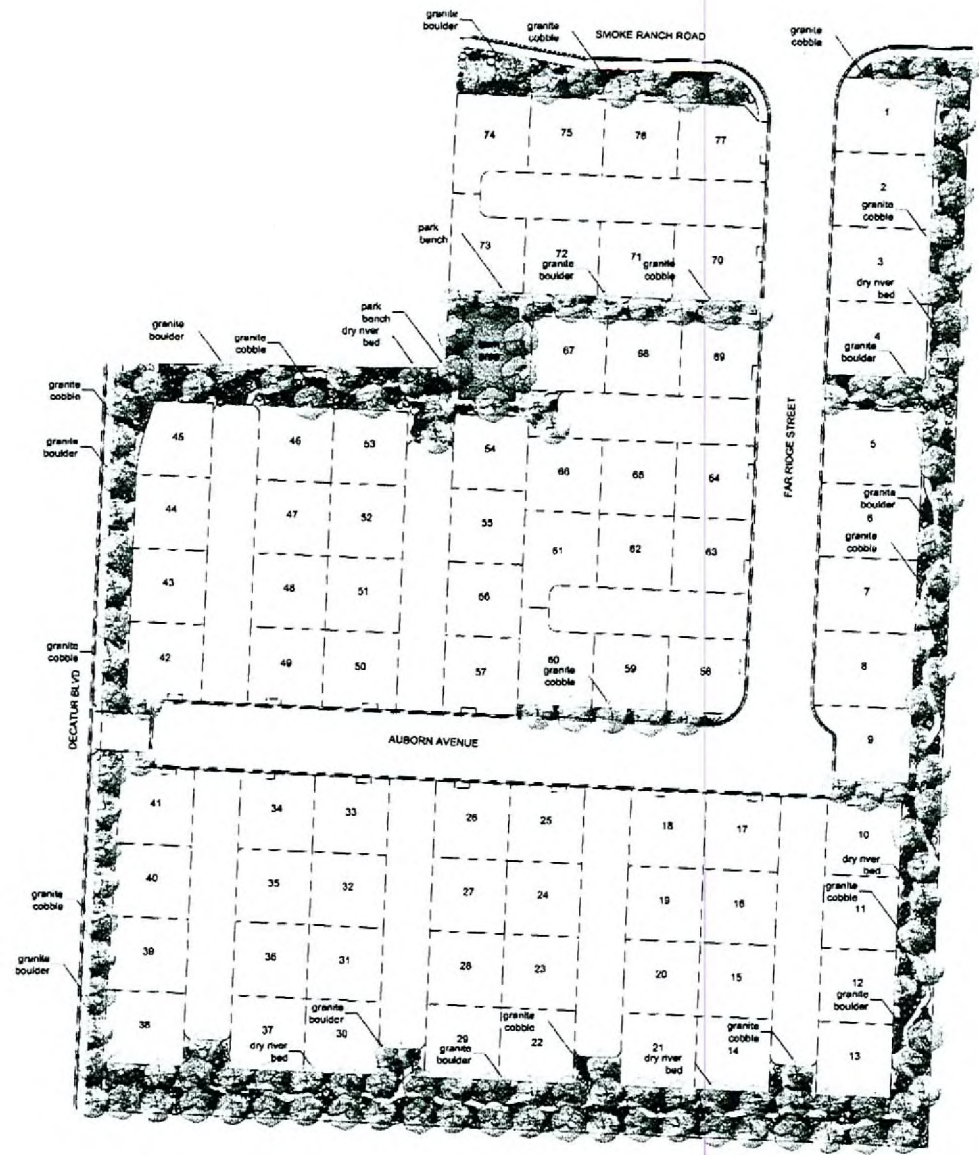 granite
boulder
granite
cobble
SMOKE RANCH ROAD
granite
cobble
74
75
76
77
1
2
granite
cobble
park
bench
73
72
71
70
granite
boulder
granite
cobble
3
dry river
bed
4
granite
boulder
park
bench
dry river
bed
granite
boulder
granite
cobble
67
68
69
granite
cobble
granite
boulder
45
46
53
54
66
65
64
5
FAR RIDGE STREET
44
47
52
55
61
62
63
granite
boulder
6
granite
cobble
43
48
51
56
7
granite
cobble
42
49
50
57
60
granite
cobble
59
58
8
DECATUR BLVD
AUBORN AVENUE
9
41
34
33
26
25
18
17
10
dry river
bed
40
35
32
27
24
19
16
granite
cobble
11
granite
cobble
39
36
31
28
23
20
15
12
granite
boulder
granite
boulder
38
37
granite
boulder
30
29
granite
cobble
22
21
granite
cobble
14
13
dry river
bed
granite
boulder
dry river
bed